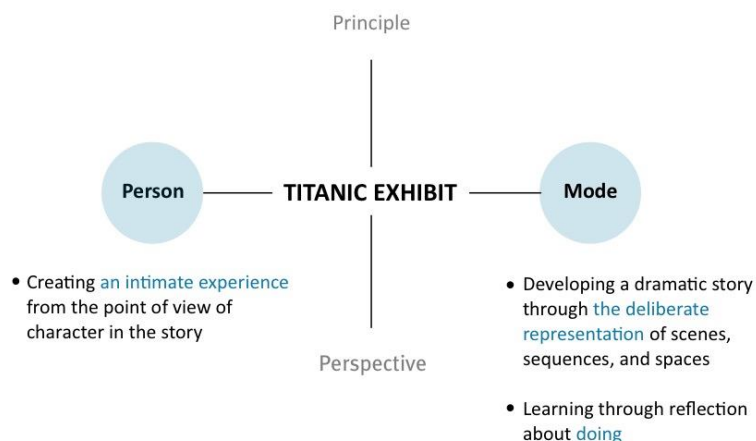 Principle
Person
TITANIC EXHIBIT
Mode
• Creating an intimate experience
from the point of view of
character in the story
• Developing a dramatic story
through the deliberate
representation of scenes,
sequences, and spaces
Perspective
• Learning through reflection
about doing